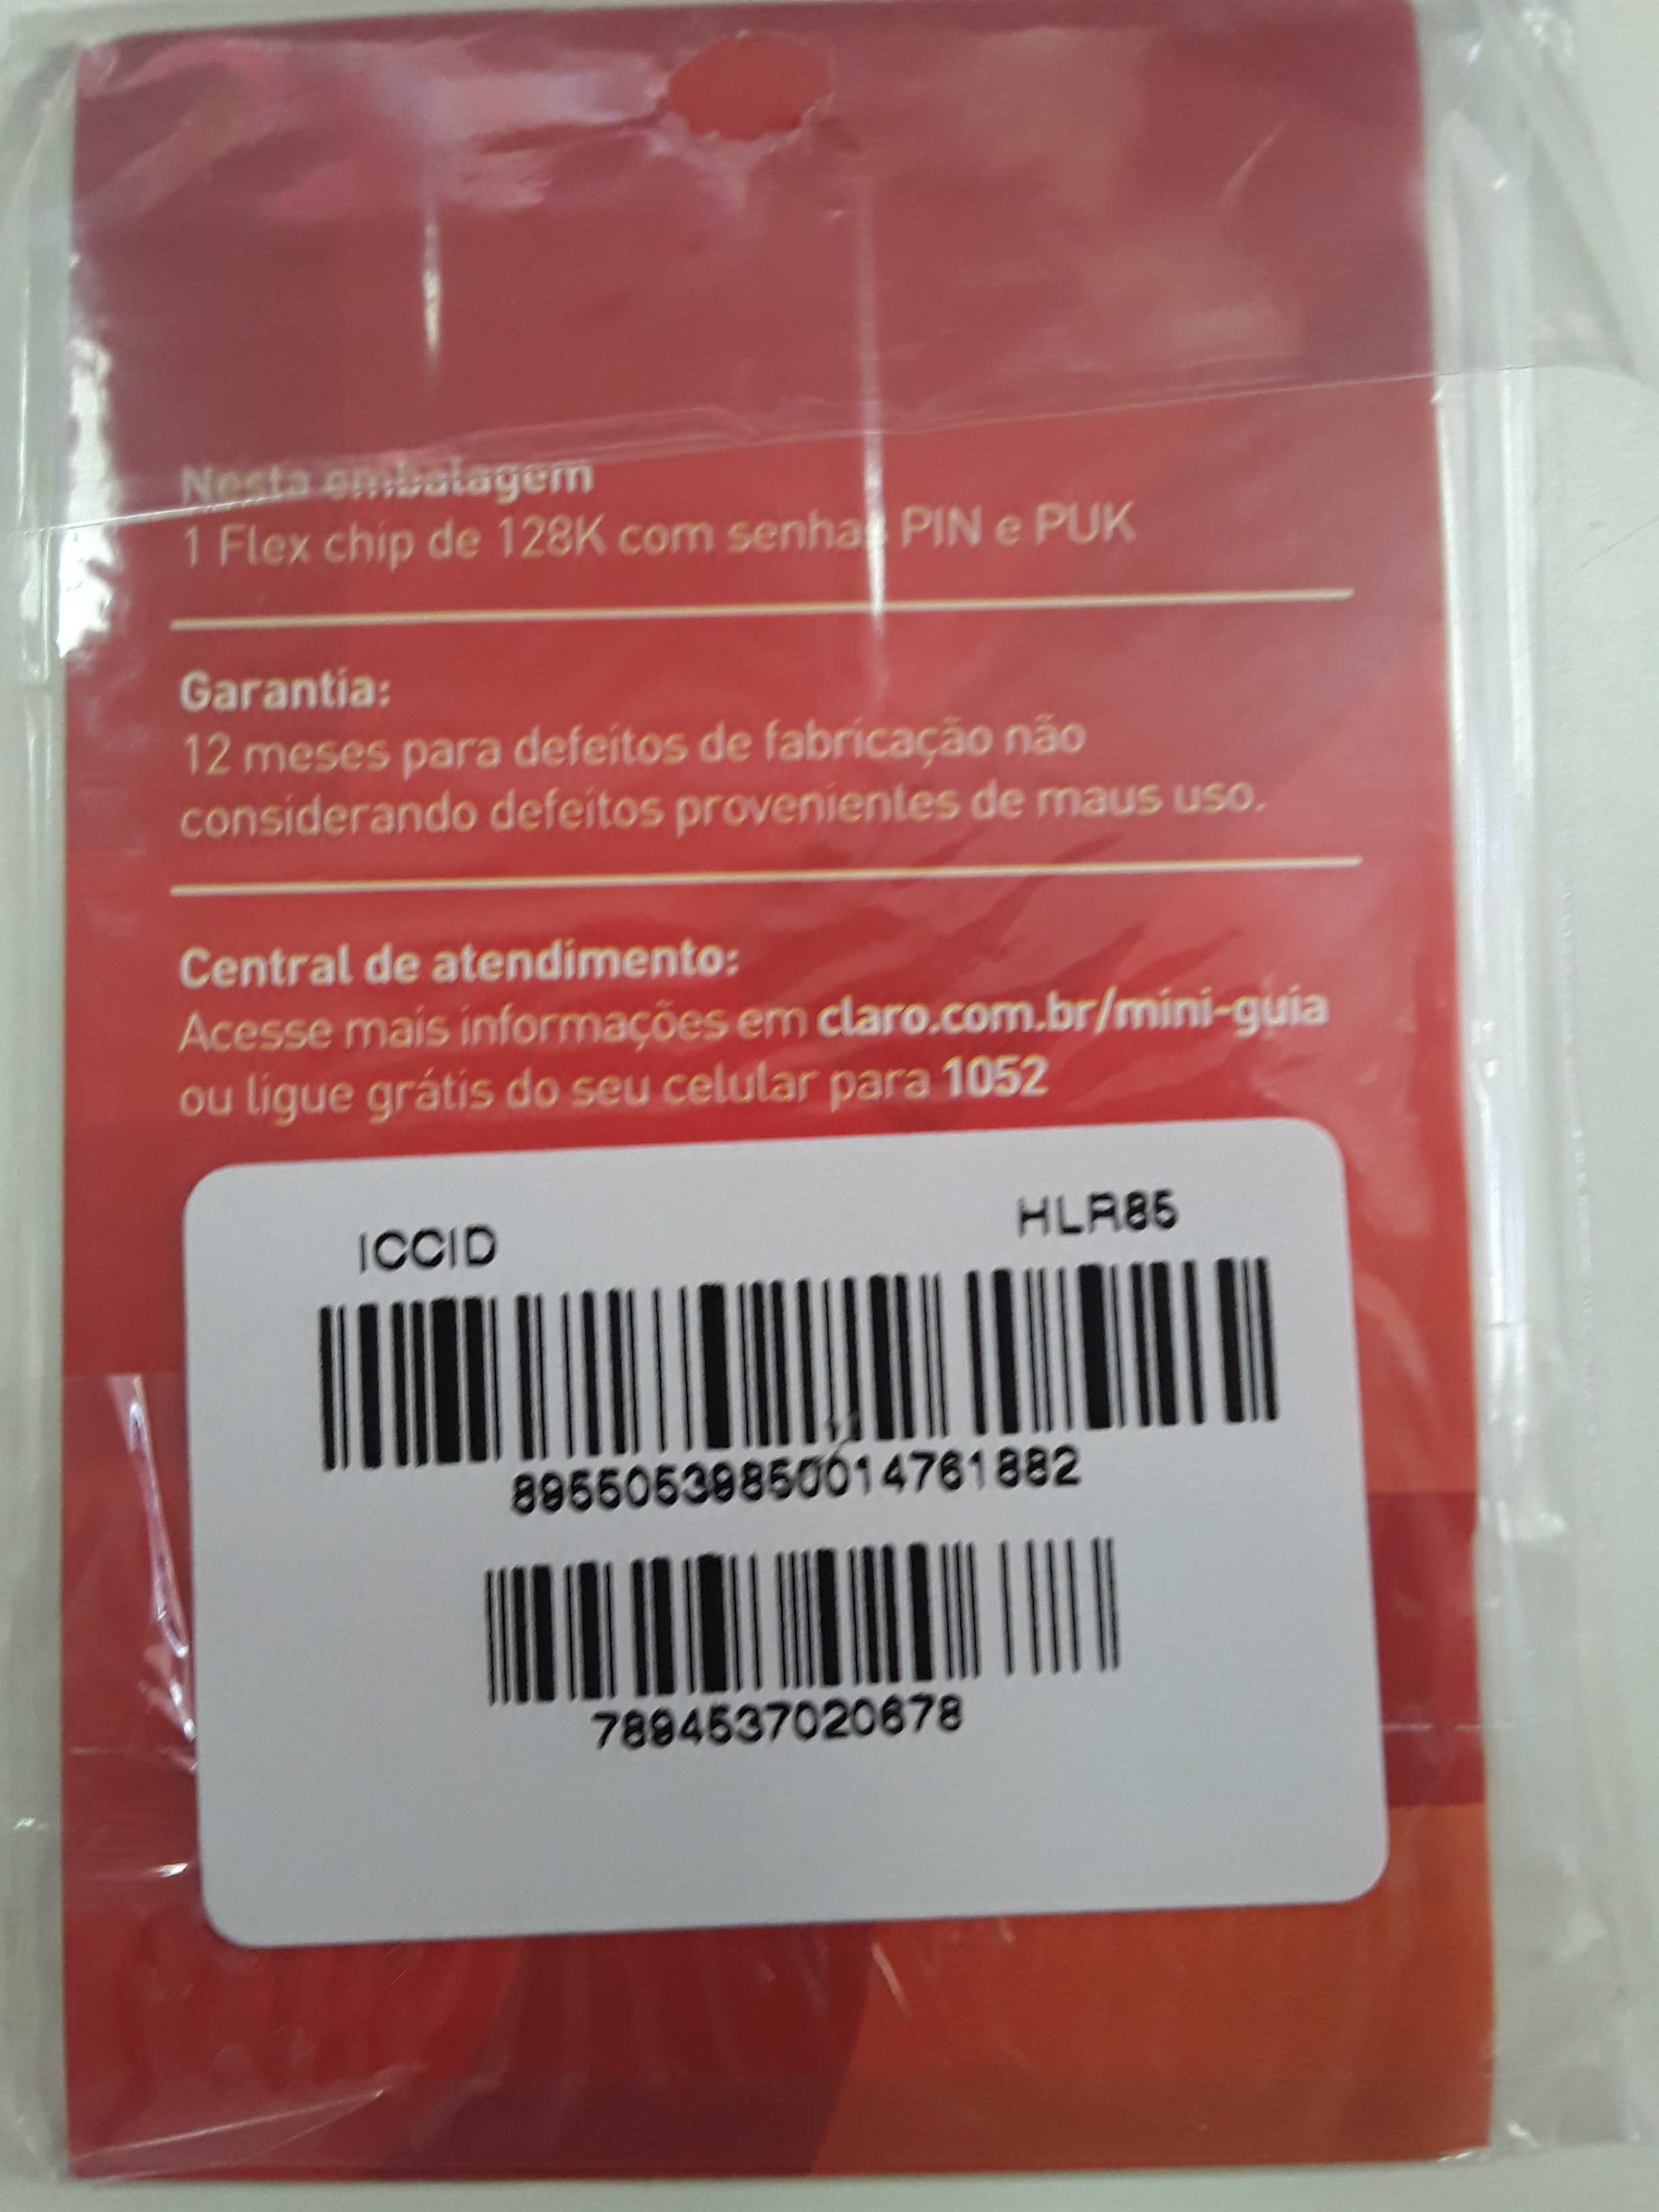 Nesta embalagem
1 Flex chip de 128K com senhas PIN e PUK
Garantia:
12 meses para defeitos de fabricação não
considerando defeitos provenientes de maus uso.
Central de atendimento:
Acesse mais informações em claro.com.br/mini-guia
ou ligue grátis do seu celular para 1052
ICCID HLR85
89550539850014761882
7894537020678